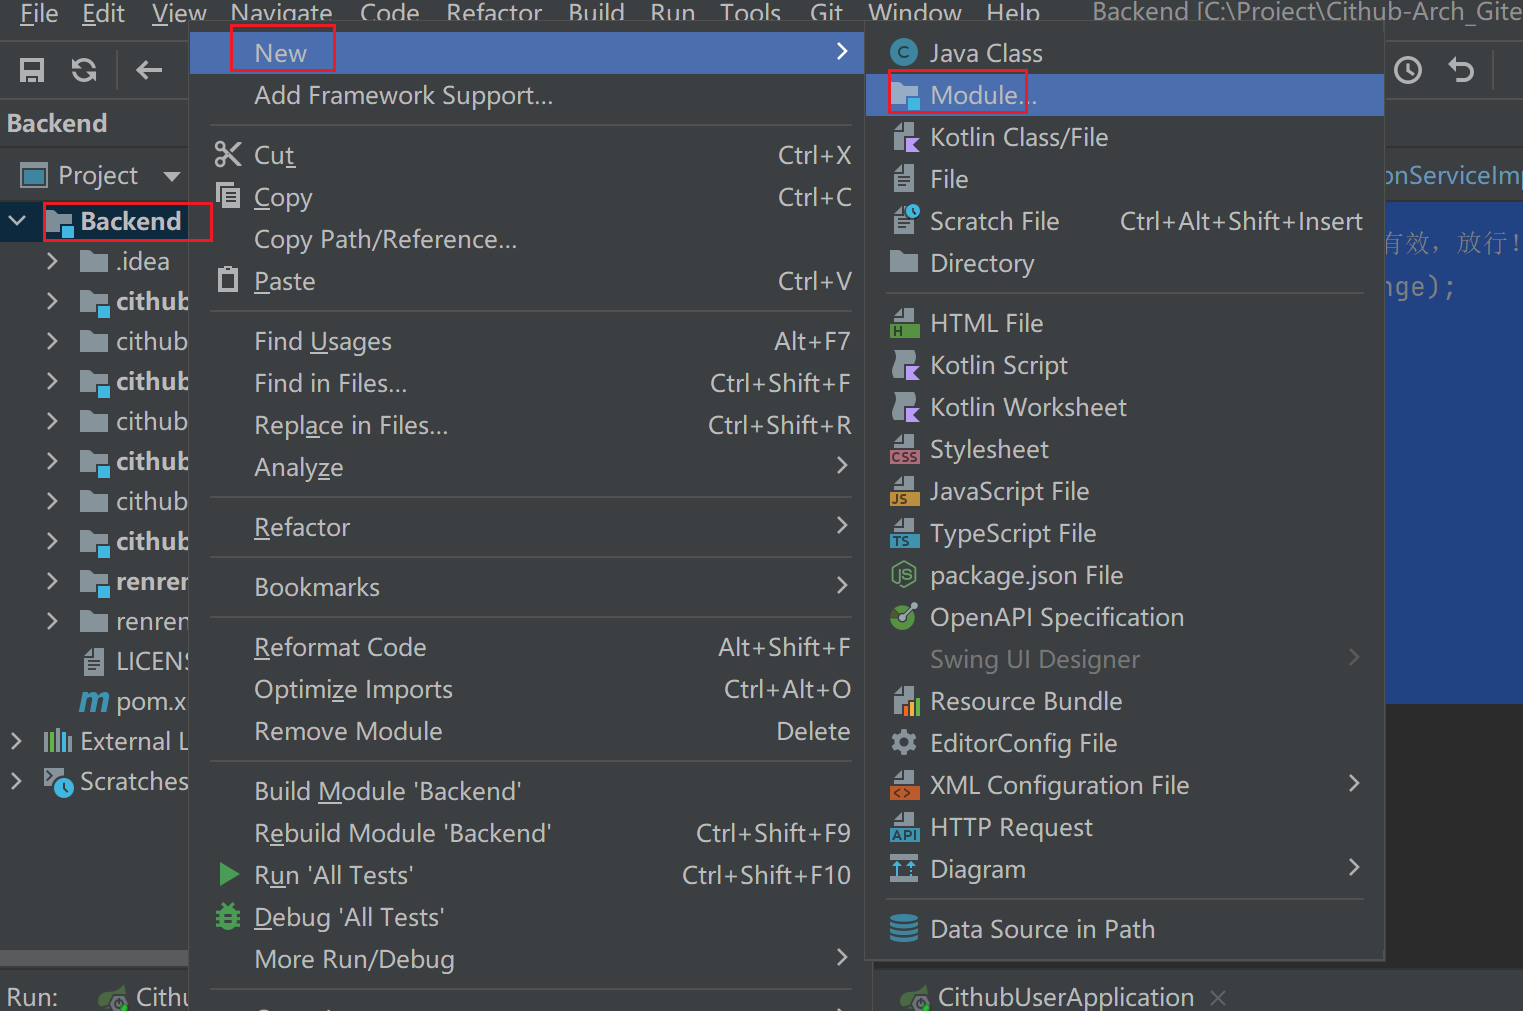 File Edit View Navigate Code Refactor Build Run Tools Git Window Help Backend [C:\Project\Cithub-Arch_Gite
Backend
Project
Backend
.idea
cithub
cithub
cithub
cithub
cithub
cithub
cithub
renren
renren
LICENS
pom.x
External L
Scratches
Run: Cithu
New
Add Framework Support...
Cut Ctrl+X
Copy Ctrl+C
Copy Path/Reference...
Paste Ctrl+V
Find Usages Alt+F7
Find in Files... Ctrl+Shift+F
Replace in Files... Ctrl+Shift+R
Analyze
Refactor
Bookmarks
Reformat Code Alt+Shift+F
Optimize Imports Ctrl+Alt+O
Remove Module Delete
Build Module 'Backend'
Rebuild Module 'Backend' Ctrl+Shift+F9
Run 'All Tests' Ctrl+Shift+F10
Debug 'All Tests'
More Run/Debug
Java Class
Module...
Kotlin Class/File
File
Scratch File Ctrl+Alt+Shift+Insert
Directory
HTML File
Kotlin Script
Kotlin Worksheet
Stylesheet
JavaScript File
TypeScript File
package.json File
OpenAPI Specification
Swing UI Designer
Resource Bundle
EditorConfig File
XML Configuration File
HTTP Request
Diagram
Data Source in Path
onServiceImp
有效，放行！
nge);
CithubUserApplication